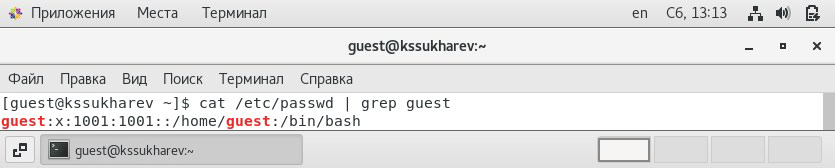 Приложения Места Терминал en Сб, 13:13
guest@kssukharev:~
Файл Правка Вид Поиск Терминал Справка
[guest@kssukharev ~]$ cat /etc/passwd | grep guest
guest:x:1001:1001::/home/guest:/bin/bash
guest@kssukharev:~